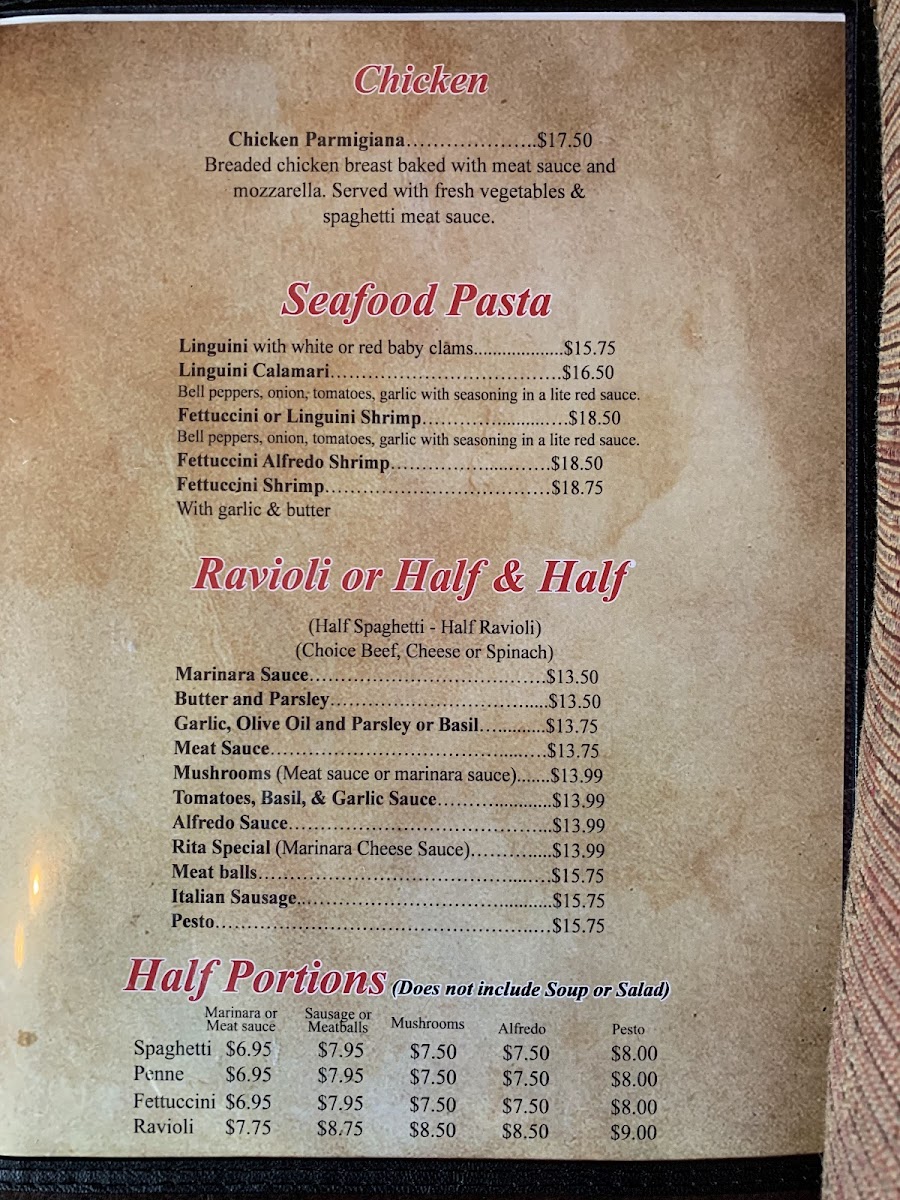 Chicken
Chicken Parmigiana.....................$17.50
Breaded chicken breast baked with meat sauce and
mozzarella. Served with fresh vegetables &
spaghetti meat sauce.
Seafood Pasta
Linguini with white or red baby clams...................$15.75
Linguini Calamari....................................$16.50
Bell peppers, onion, tomatoes, garlic with seasoning in a lite red sauce.
Fettuccini or Linguini Shrimp..........................$18.50
Bell peppers, onion, tomatoes, garlic with seasoning in a lite red sauce.
Fettuccini Alfredo Shrimp..........................$18.50
Fettuccini Shrimp....................................$18.75
With garlic & butter
Ravioli or Half & Half
(Half Spaghetti - Half Ravioli)
(Choice Beef, Cheese or Spinach)
Marinara Sauce......................................$13.50
Butter and Parsley...................................$13.50
Garlic, Olive Oil and Parsley or Basil.............$13.75
Meat Sauce............................................$13.75
Mushrooms (Meat sauce or marinara sauce).......$13.99
Tomatoes, Basil, & Garlic Sauce.....................$13.99
Alfredo Sauce..........................................$13.99
Rita Special (Marinara Cheese Sauce).............$13.99
Meat balls...............................................$15.75
Italian Sausage.........................................$15.75
Pesto.....................................................$15.75
Half Portions (Does not include Soup or Salad)
Marinara or Meat sauce Sausage or Meatballs Mushrooms Alfredo Pesto
Spaghetti $6.95 $7.95 $7.50 $7.50 $8.00
Penne $6.95 $7.95 $7.50 $7.50 $8.00
Fettuccini $6.95 $7.95 $7.50 $7.50 $8.00
Ravioli $7.75 $8.75 $8.50 $8.50 $9.00